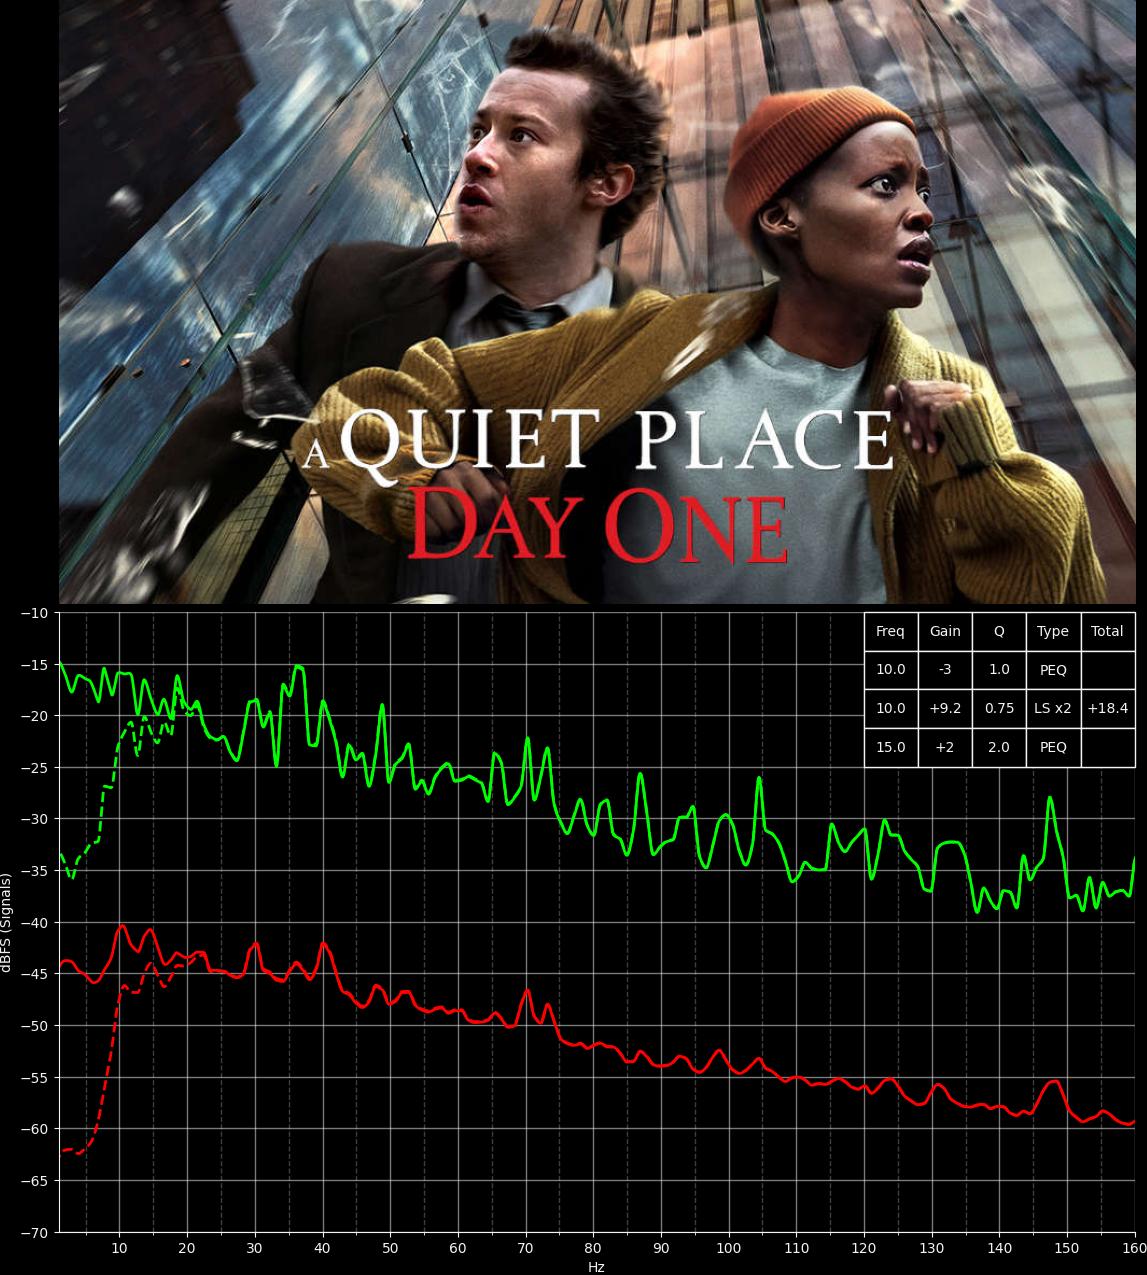 A QUIET PLACE
DAY ONE
Freq Gain Q Type Total
10.0 -3 1.0 PEQ
10.0 +9.2 0.75 LS x2 +18.4
15.0 +2 2.0 PEQ
dBFS (Signals)
−10
−15
−20
−25
−30
−35
−40
−45
−50
−55
−60
−65
−70
10 20 30 40 50 60 70 80 90 100 110 120 130 140 150 160
Hz